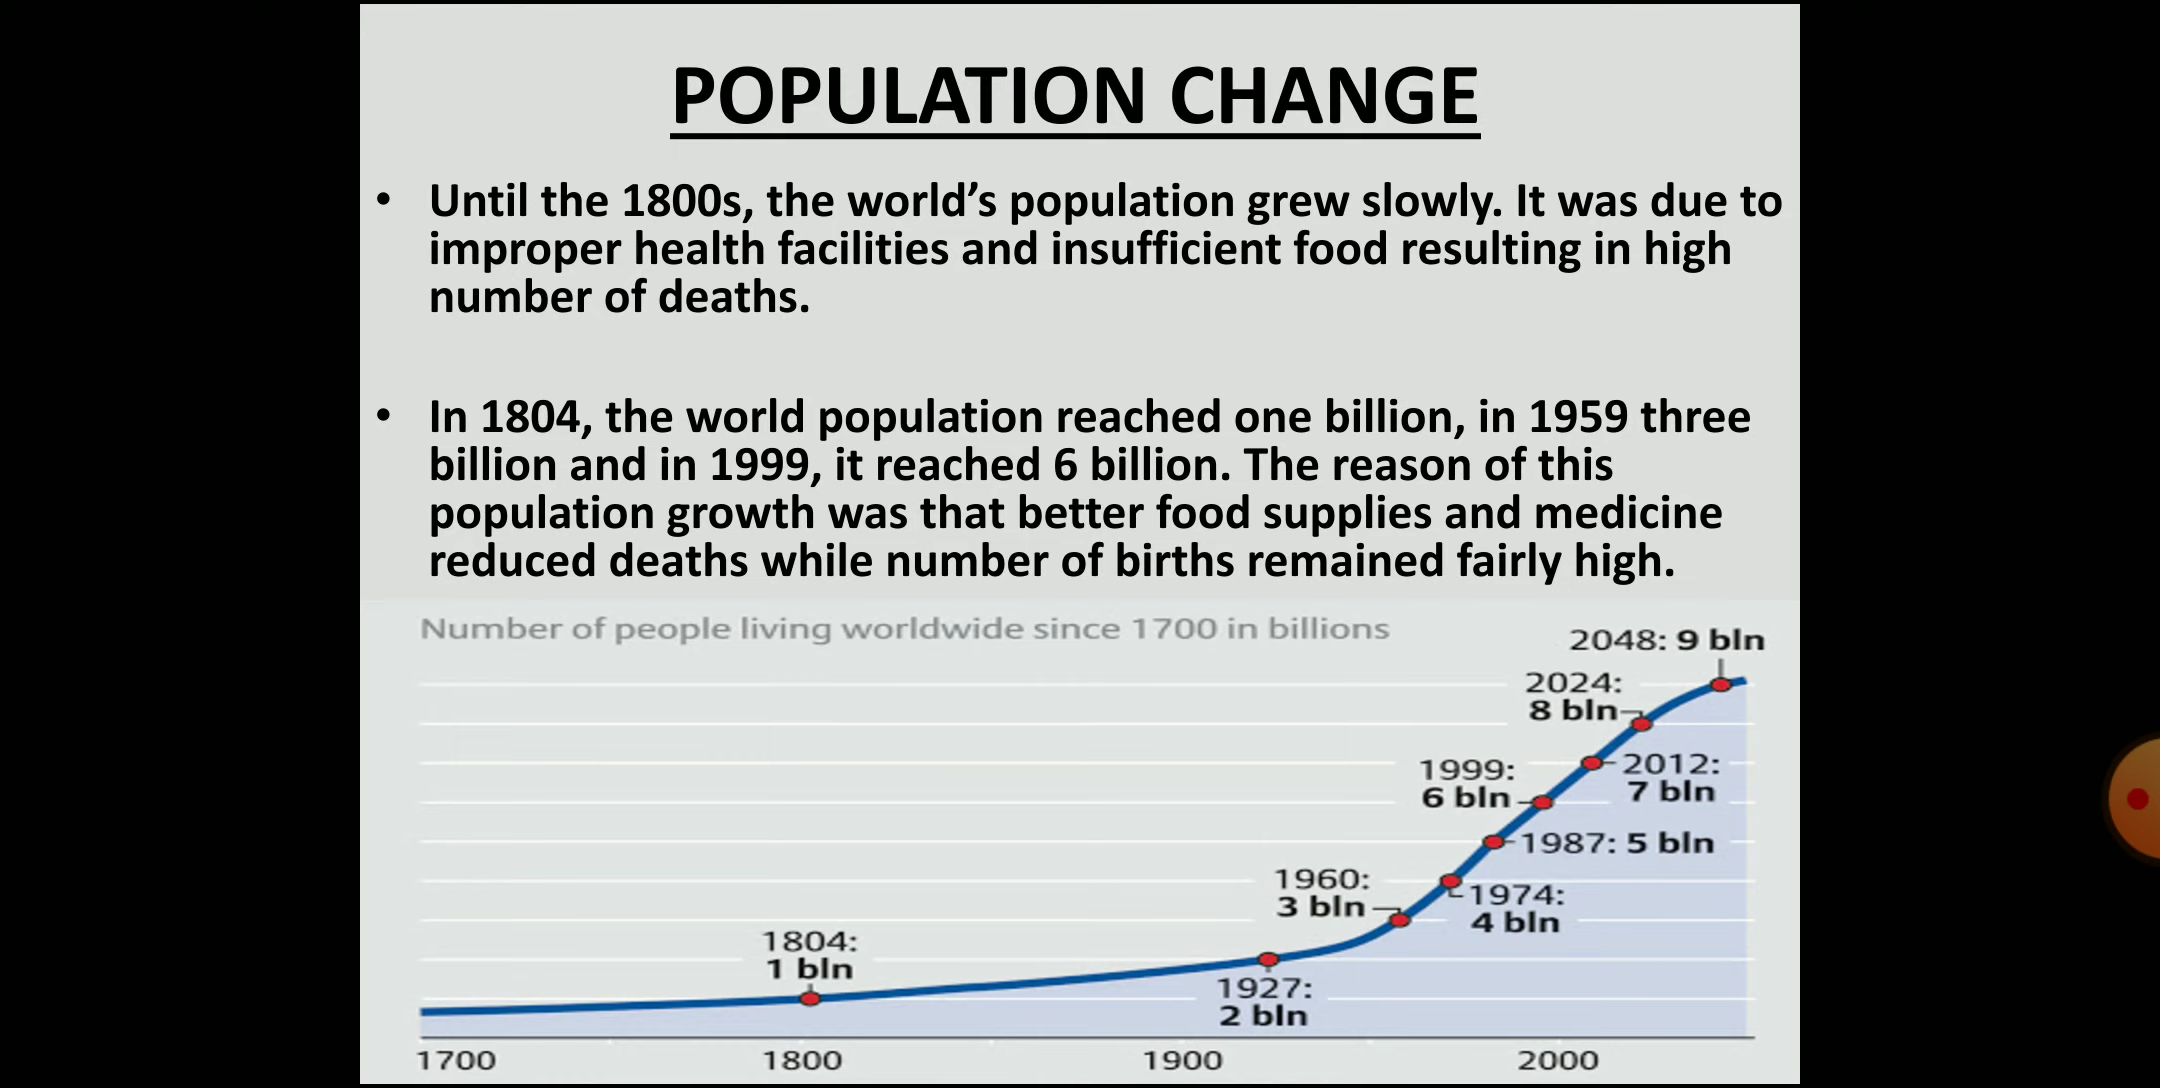 POPULATION CHANGE
• Until the 1800s, the world’s population grew slowly. It was due to
improper health facilities and insufficient food resulting in high
number of deaths.
• In 1804, the world population reached one billion, in 1959 three
billion and in 1999, it reached 6 billion. The reason of this
population growth was that better food supplies and medicine
reduced deaths while number of births remained fairly high.
Number of people living worldwide since 1700 in billions
2048: 9 bln
2024:
8 bln
2012:
7 bln
1999:
6 bln
1987: 5 bln
1974:
4 bln
1960:
3 bln
1927:
2 bln
1804:
1 bln
1700 1800 1900 2000